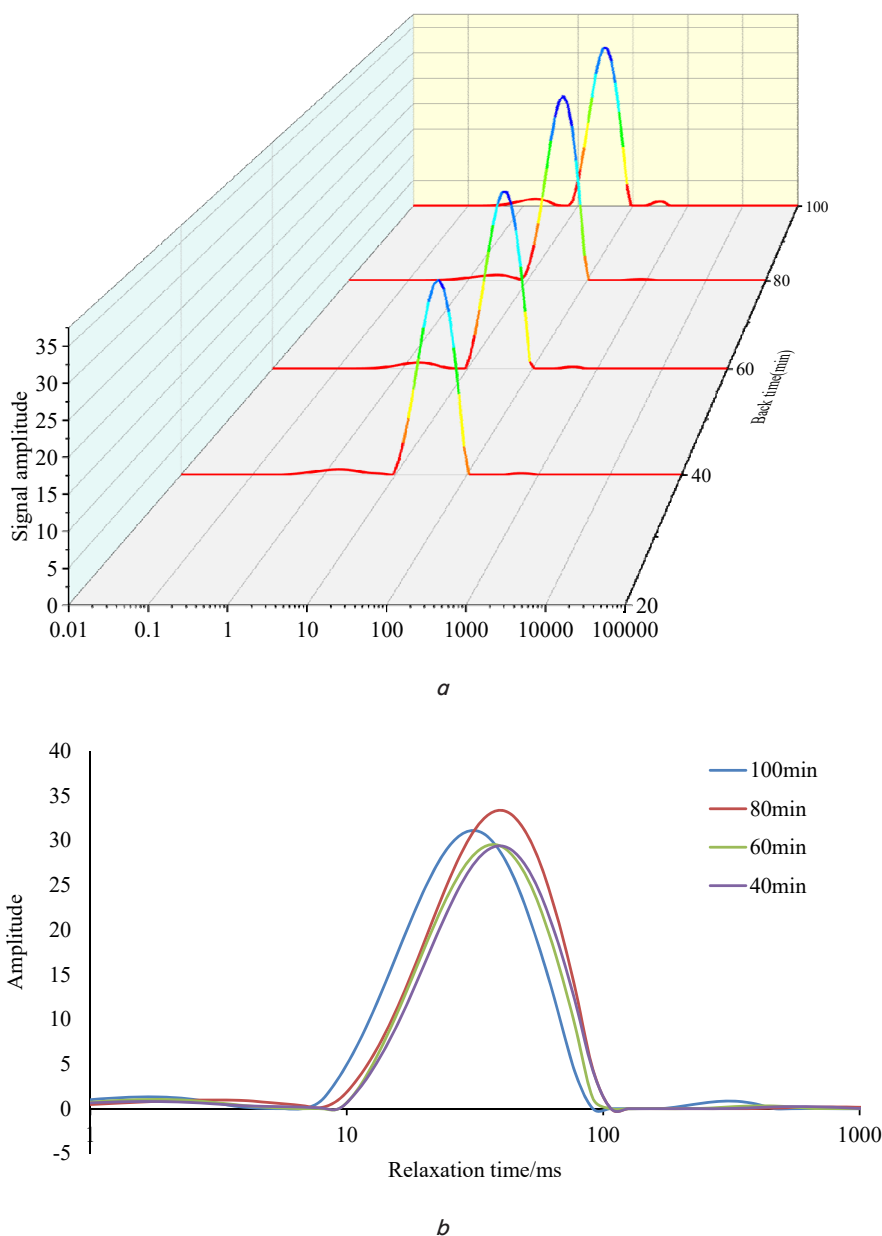 100
80
60
40
20
Back time(min)
Signal amplitude
35
30
25
20
15
10
5
0
0.01 0.1 1 10 100 1000 10000 100000
a
40
35
30
25
20
15
10
5
0
-5
Amplitude
100min
80min
60min
40min
1 10 100 1000
Relaxation time/ms
b